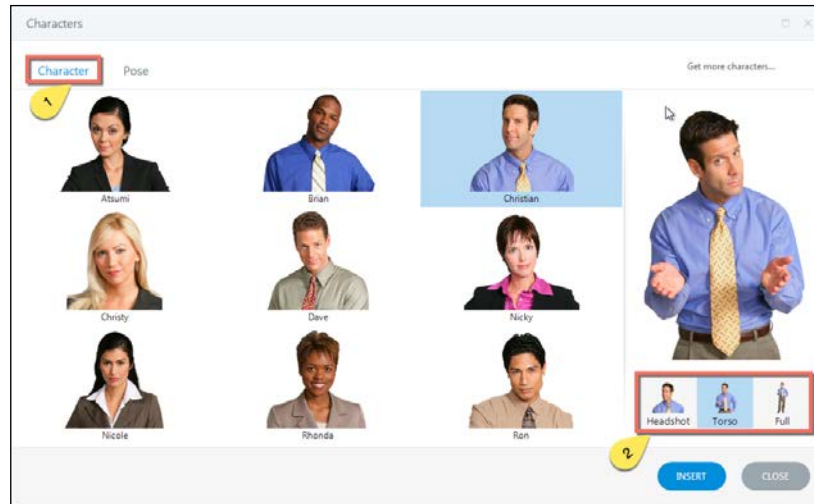 Characters
Character Pose Get more characters...
1
Atsumi Brian Christian
Christy Dave Nicky
Nicole Rhonda Ron
Headshot Torso Full
2
INSERT CLOSE